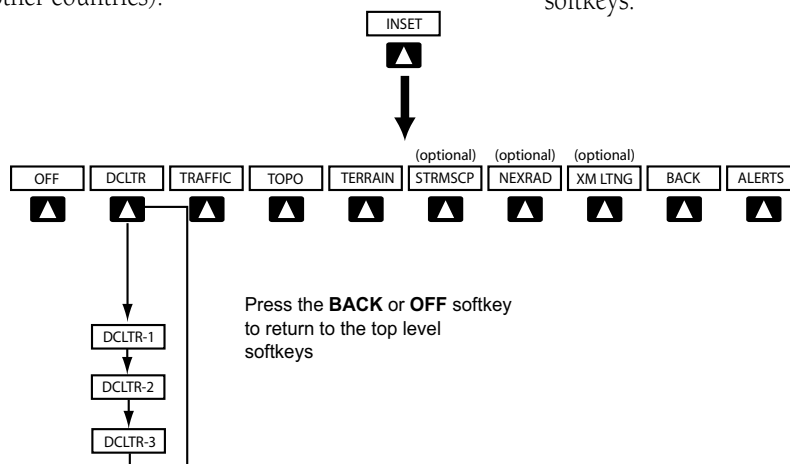 other countries).
softkeys.
INSET
(optional) (optional) (optional)
OFF DCLTR TRAFFIC TOPO TERRAIN STRMSCP NEXRAD XM LTNG BACK ALERTS
Press the BACK or OFF softkey
to return to the top level
softkeys
DCLTR-1
DCLTR-2
DCLTR-3